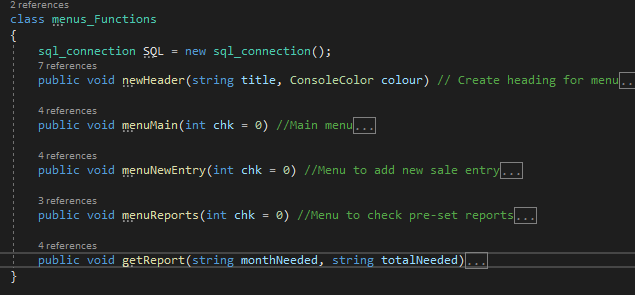 2 references
class menus_Functions
{
sql_connection SQL = new sql_connection();
7 references
public void newHeader(string title, ConsoleColor colour) // Create heading for menu...
4 references
public void menuMain(int chk = 0) //Main menu...
4 references
public void menuNewEntry(int chk = 0) //Menu to add new sale entry...
3 references
public void menuReports(int chk = 0) //Menu to check pre-set reports...
4 references
public void getReport(string monthNeeded, string totalNeeded)...
}